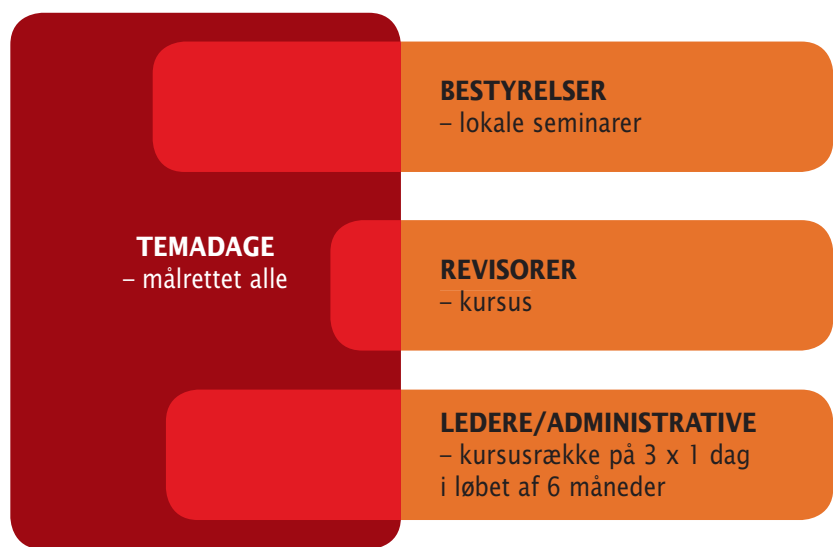 BESTYRELSER
– lokale seminarer
TEMADAGE
– målrettet alle
REVISORER
– kursus
LEDERE/ADMINISTRATIVE
– kursusrække på 3 x 1 dag
i løbet af 6 måneder